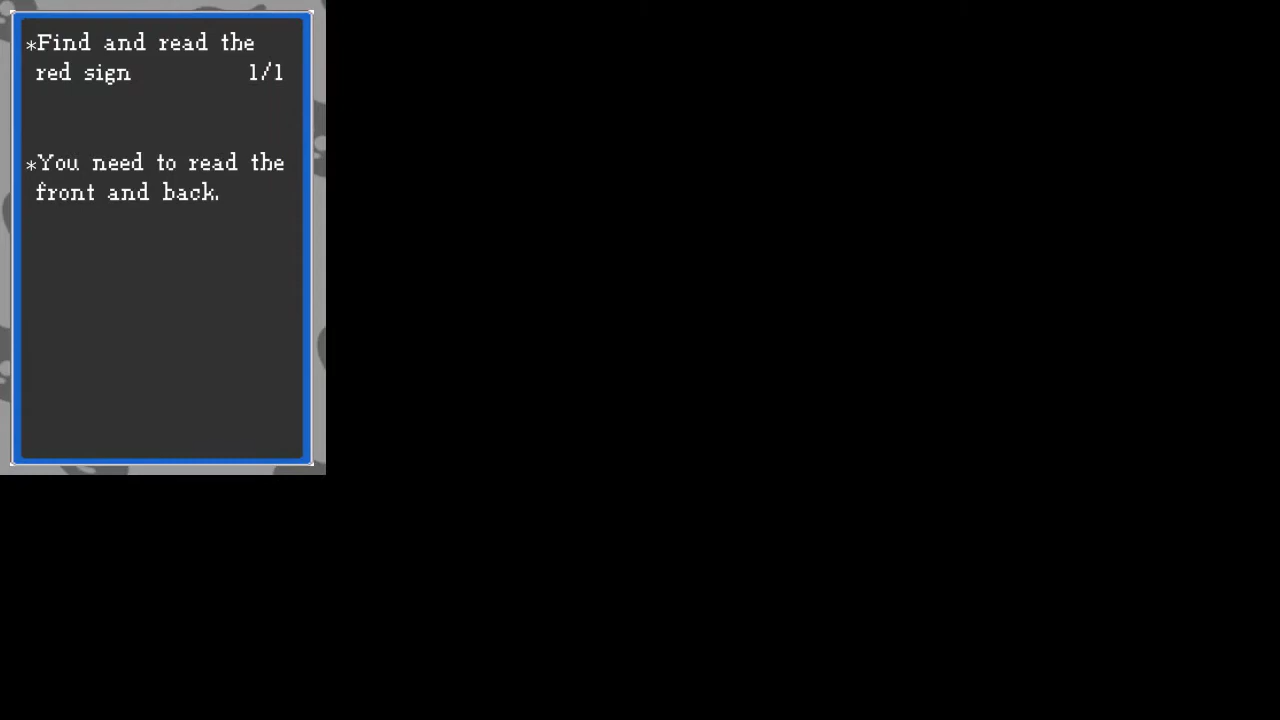 *Find and read the
red sign 1/1
*You need to read the
front and back.